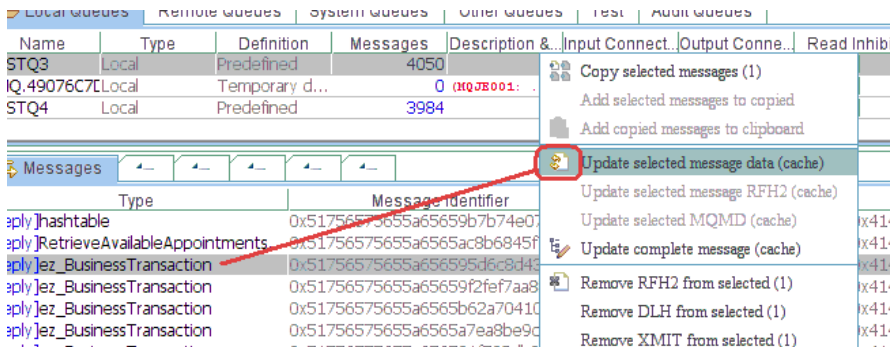 Local Queues Remote Queues System Queues Other Queues Test Audit Queues
Name Type Definition Messages Description &... Input Connect... Output Conne... Read Inhibi
STQ3 Local Predefined 4050
Local Temporary d... 0 (MQJE001: .
STQ4 Local Predefined 3984
Copy selected messages (1)
Add selected messages to copied
Add copied messages to clipboard
Update selected message data (cache)
Update selected message RFH2 (cache)
Update selected MQMD (cache)
Update complete message (cache)
Remove RFH2 from selected (1)
Remove DLH from selected (1)
Remove XMIT from selected (1)
Messages
Type Message Identifier
eply]hashtable 0x51756575655a65659b7b74e07
eply]RetrieveAvailableAppointments 0x51756575655a6565ac8b6845f
eply]ez_BusinessTransaction 0x51756575655a656595d6c8d43
eply]ez_BusinessTransaction 0x51756575655a65659f2fef7aa8
eply]ez_BusinessTransaction 0x51756575655a6565b62a70410
eply]ez_BusinessTransaction 0x51756575655a6565a7ea8be9c